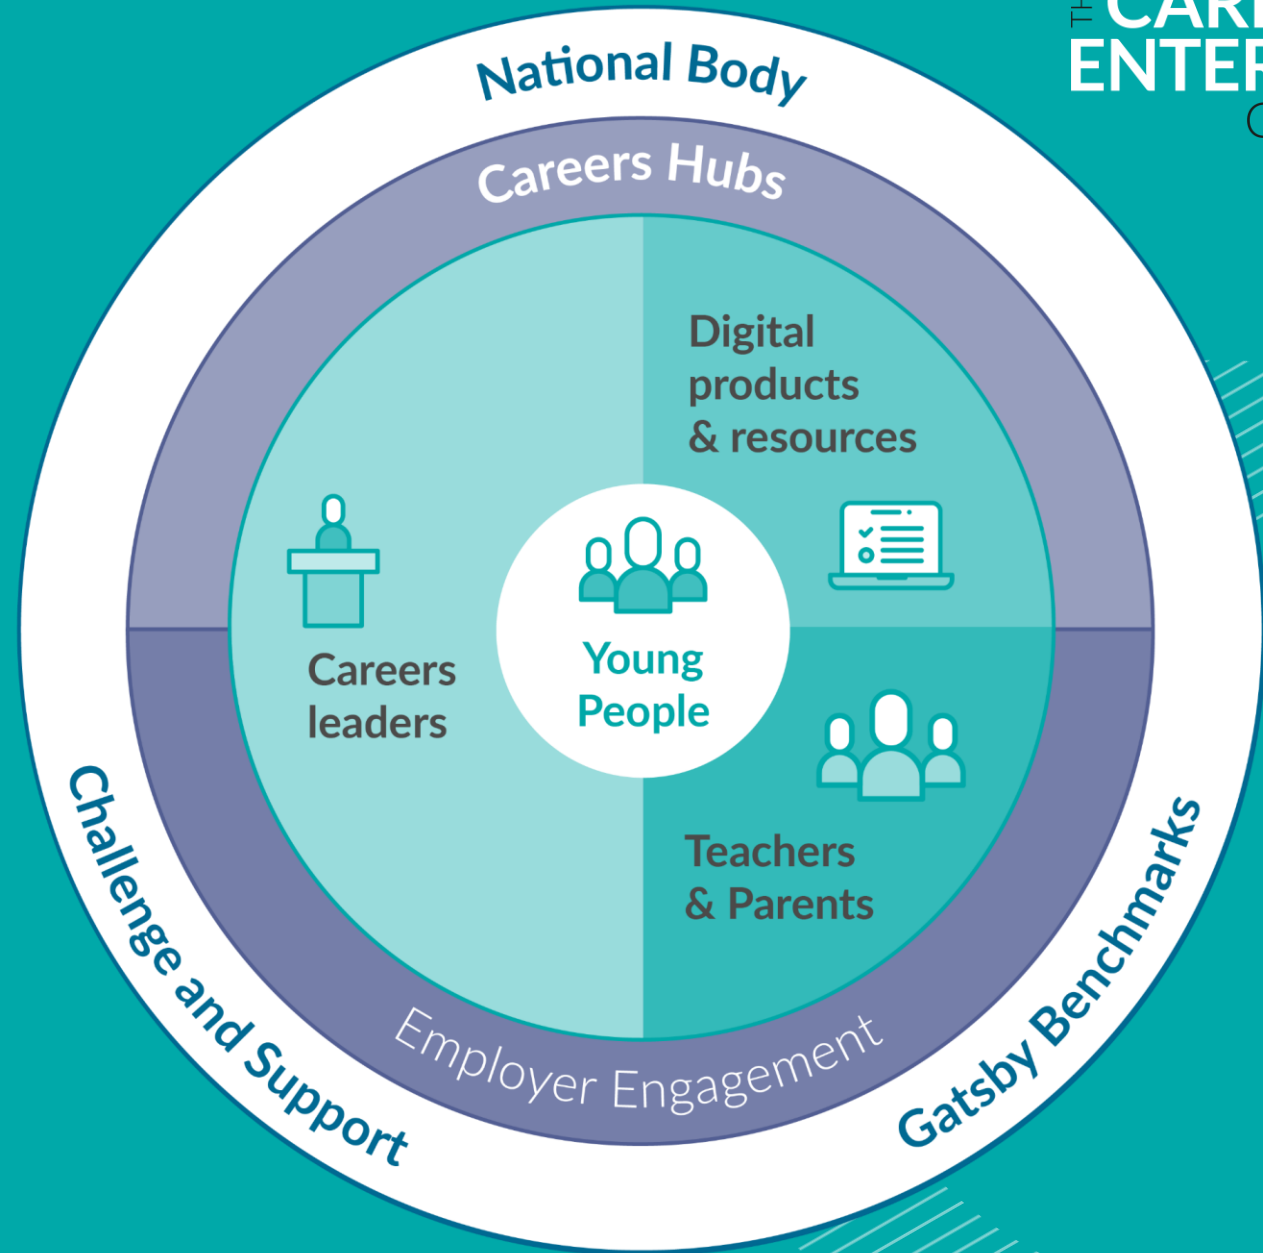 National Body
Careers Hubs
Digital
products
& resources
Careers
leaders
Young
People
Teachers
& Parents
Employer Engagement
Challenge and Support
Gatsby Benchmarks